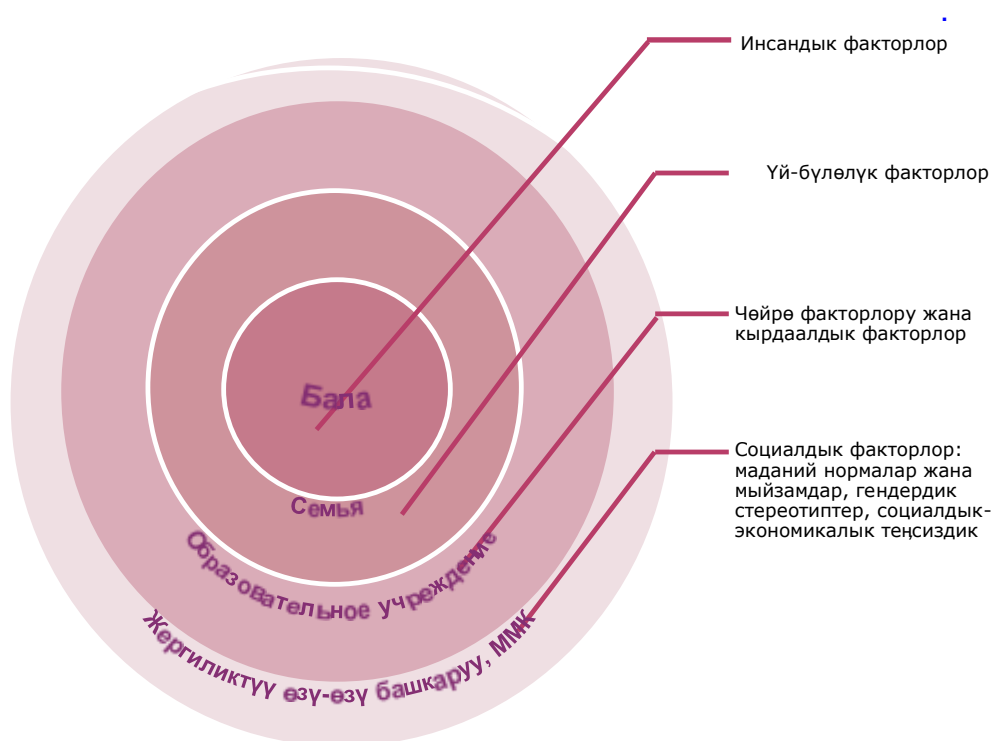 Инсандык факторлор
Үй-бүлөлүк факторлор
Чөйрө факторлору жана
кырдаалдык факторлор
Социалдык факторлор:
маданий нормалар жана
мыйзамдар, гендердик
стереотиптер, социалдык-
экономикалык теңсиздик
Бала
Семья
Образовательное учреждение
Жергиликтүү өзү-өзү башкаруу, ММК